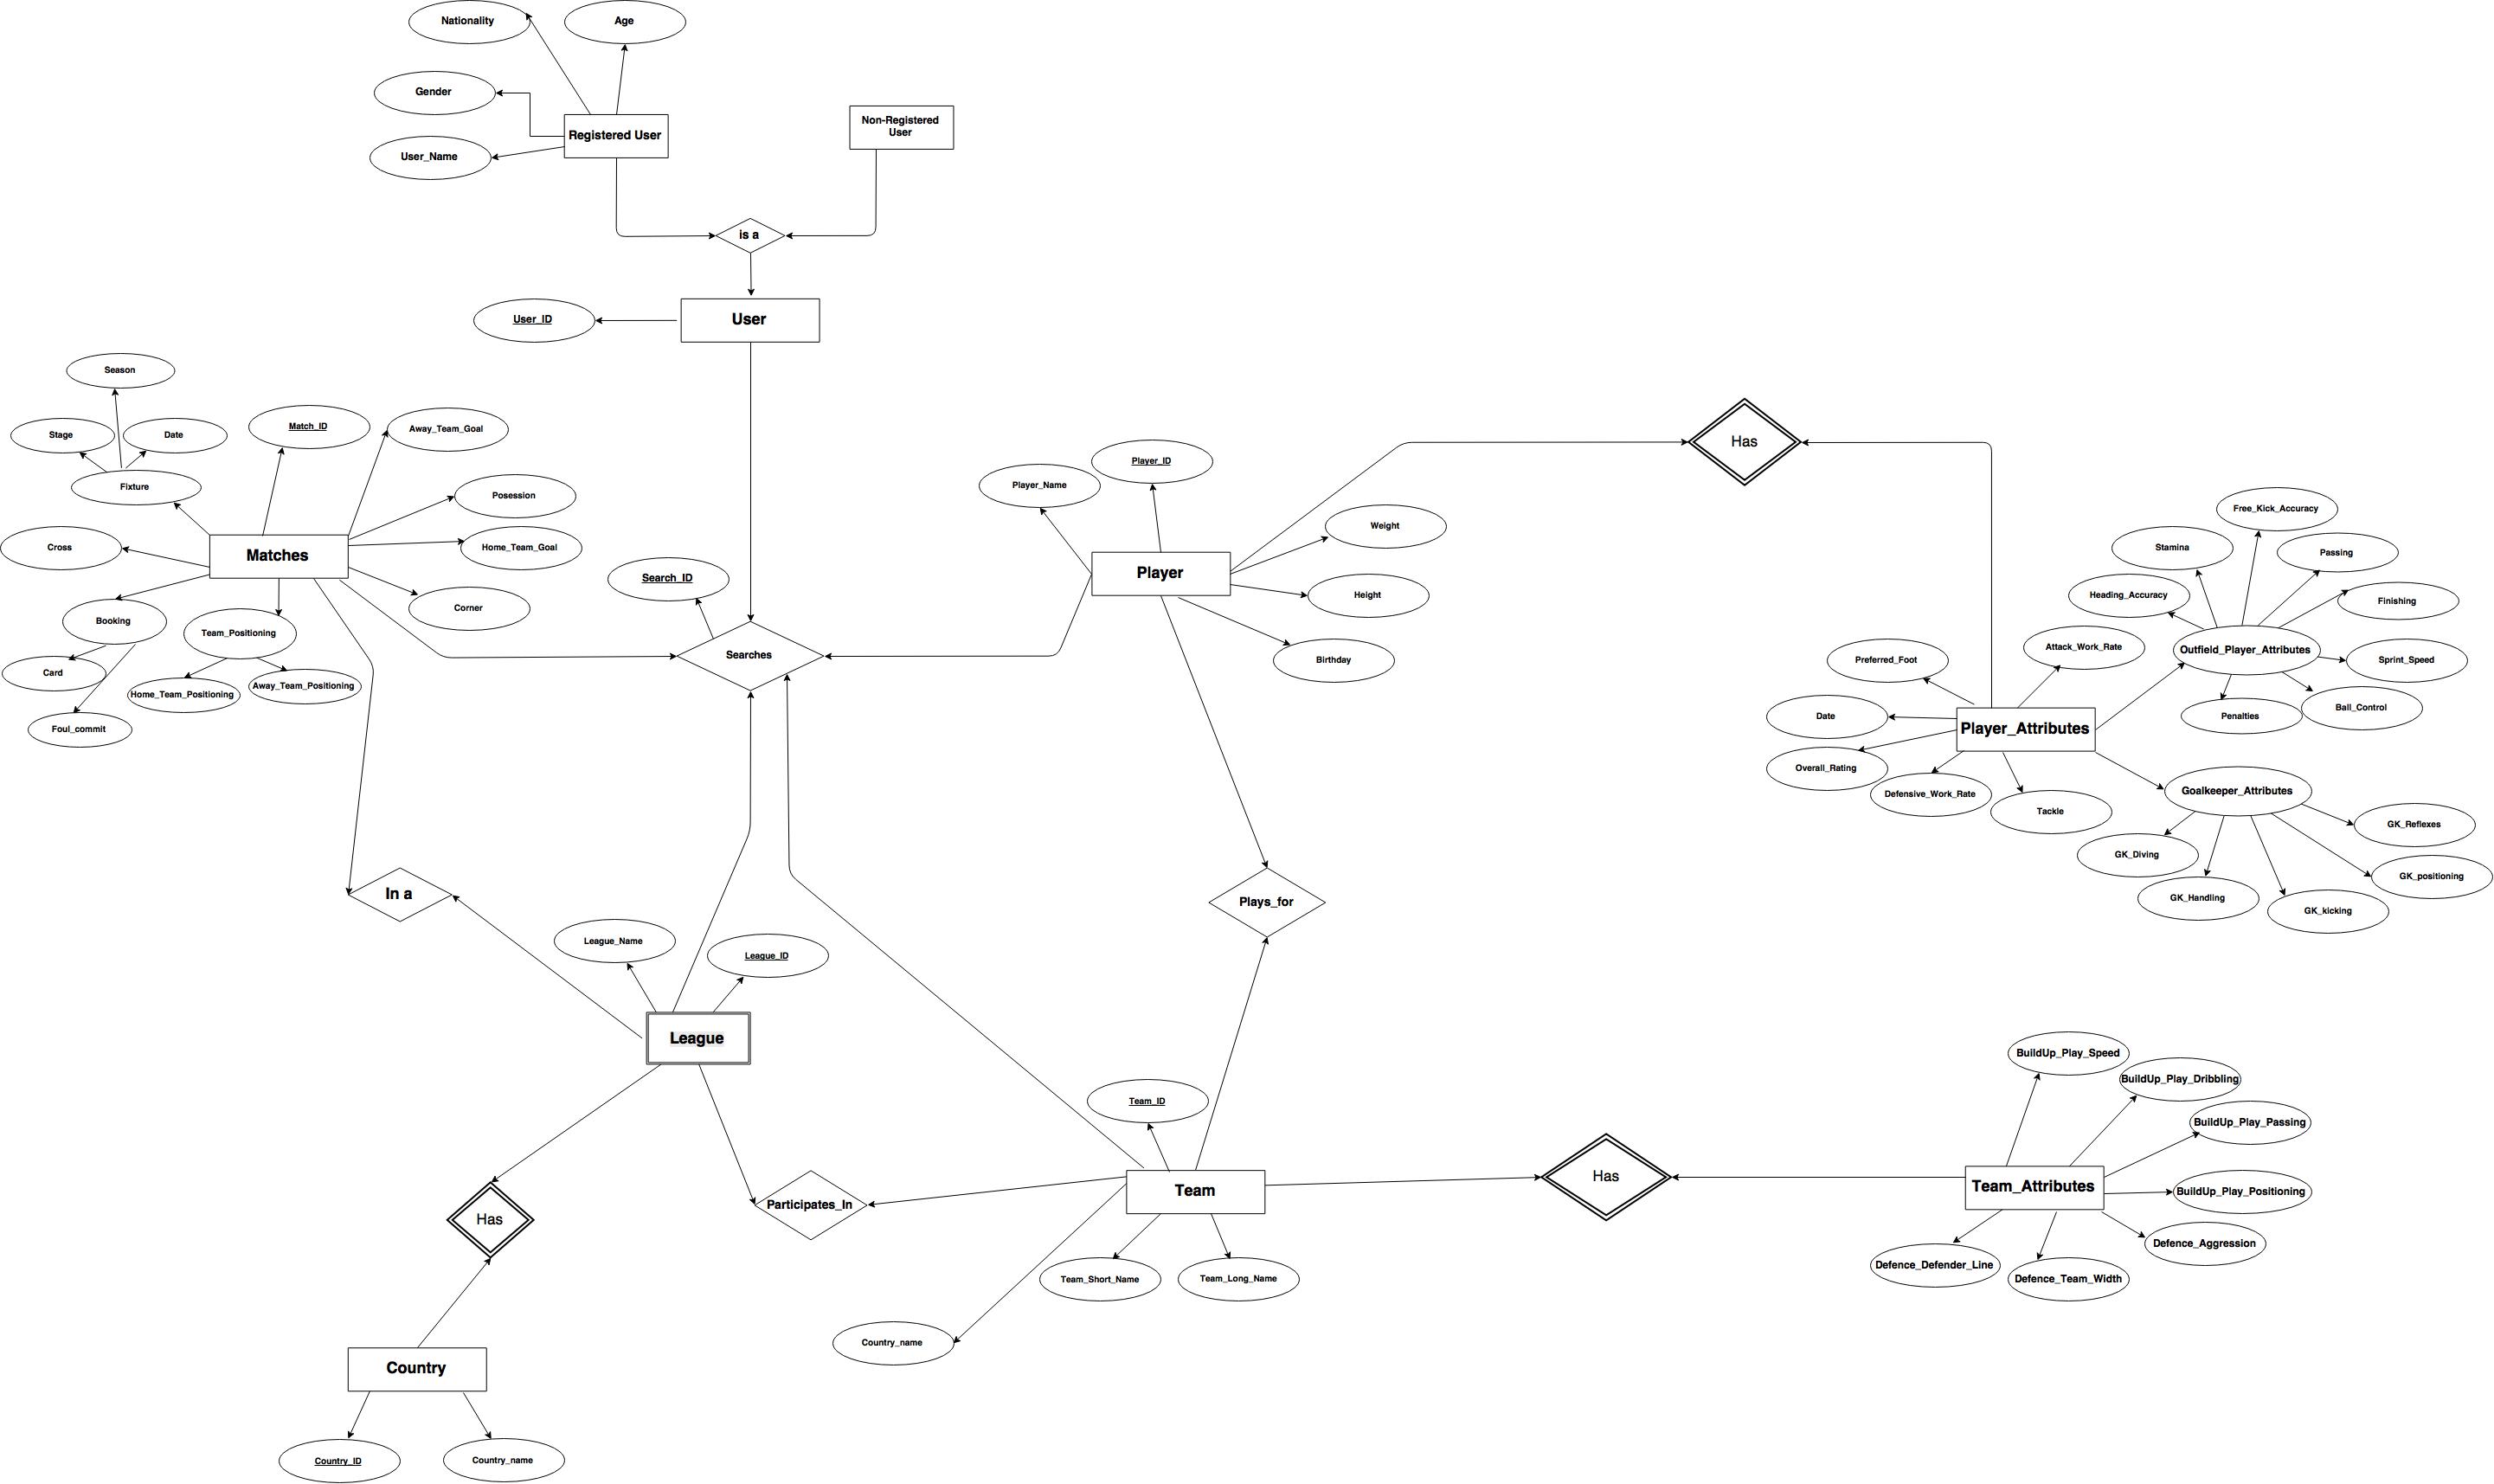 Nationality
Age
Gender
Registered User
Non-Registered
User
User_Name
is a
User_ID
User
Season
Stage
Date
Match_ID
Away_Team_Goal
Fixture
Posession
Cross
Matches
Home_Team_Goal
Corner
Booking
Team_Positioning
Card
Home_Team_Positioning
Away_Team_Positioning
Foul_commit
Search_ID
Searches
Player_Name
Player_ID
Weight
Player
Height
Birthday
Has
Free_Kick_Accuracy
Stamina
Passing
Heading_Accuracy
Finishing
Attack_Work_Rate
Outfield_Player_Attributes
Preferred_Foot
Sprint_Speed
Date
Player_Attributes
Penalties
Ball_Control
Overall_Rating
Defensive_Work_Rate
Tackle
Goalkeeper_Attributes
GK_Reflexes
GK_Diving
GK_positioning
GK_Handling
GK_kicking
In a
Plays_for
League_Name
League_ID
League
Team_ID
BuildUp_Play_Speed
BuildUp_Play_Dribbling
BuildUp_Play_Passing
Has
Participates_In
Team
Has
Team_Attributes
BuildUp_Play_Positioning
Defence_Aggression
Team_Short_Name
Team_Long_Name
Defence_Defender_Line
Defence_Team_Width
Country_name
Country
Country_ID
Country_name